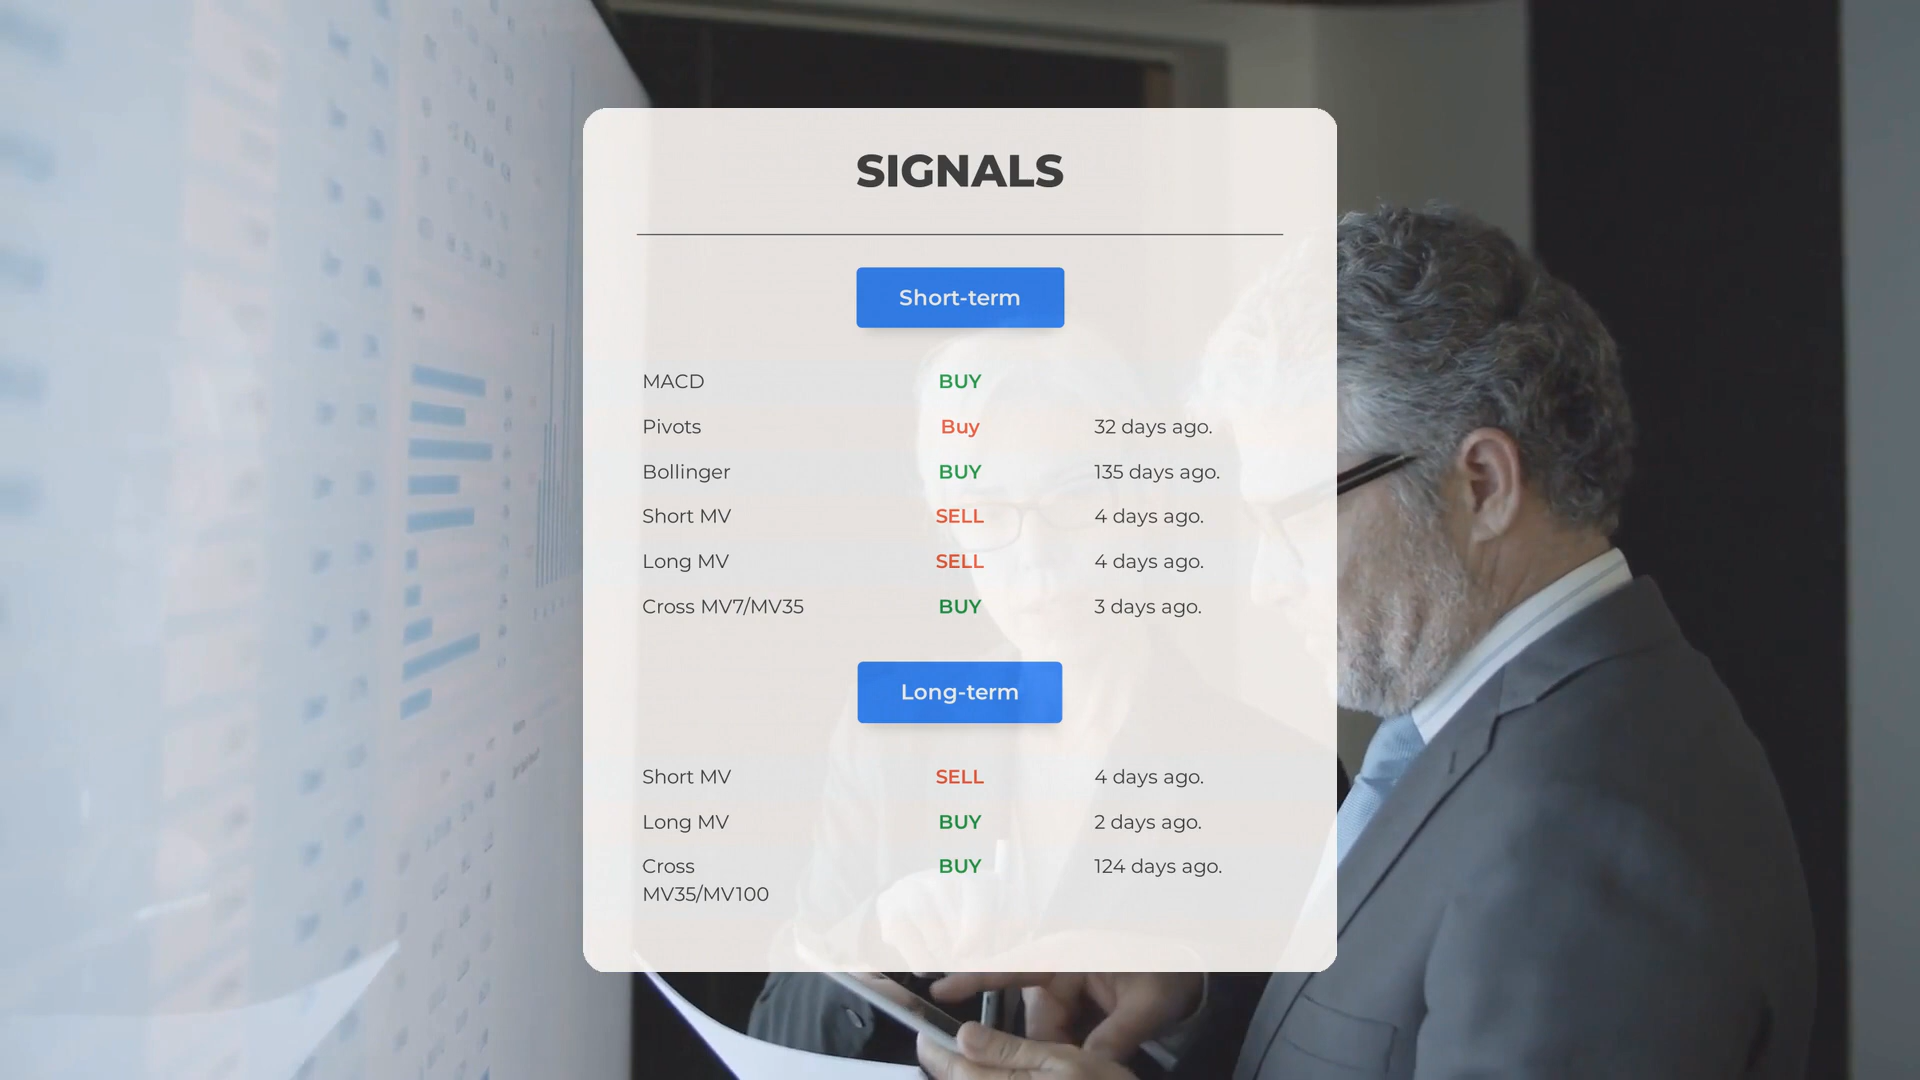 SIGNALS
Short-term
MACD BUY
Pivots Buy 32 days ago.
Bollinger BUY 135 days ago.
Short MV SELL 4 days ago.
Long MV SELL 4 days ago.
Cross MV7/MV35 BUY 3 days ago.
Long-term
Short MV SELL 4 days ago.
Long MV BUY 2 days ago.
Cross BUY 124 days ago.
MV35/MV100